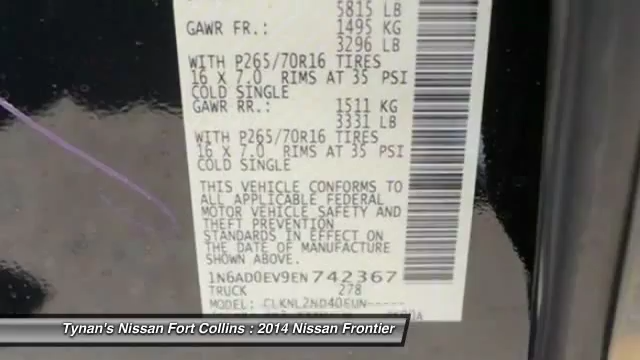 5815 LB
GAWR FR.: 1495 KG
3296 LB
WITH P265/70R16 TIRES
16 X 7.0 RIMS AT 35 PSI
COLD SINGLE
GAWR RR.: 1511 KG
3331 LB
WITH P265/70R16 TIRES
16 X 7.0 RIMS AT 35 PSI
COLD SINGLE
THIS VEHICLE CONFORMS TO
ALL APPLICABLE FEDERAL
MOTOR VEHICLE SAFETY AND
THEFT PREVENTION
STANDARDS IN EFFECT ON
THE DATE OF MANUFACTURE
SHOWN ABOVE.
1N6AD0EV9EN742367
TRUCK 278
MODEL:
Tynan's Nissan Fort Collins : 2014 Nissan Frontier